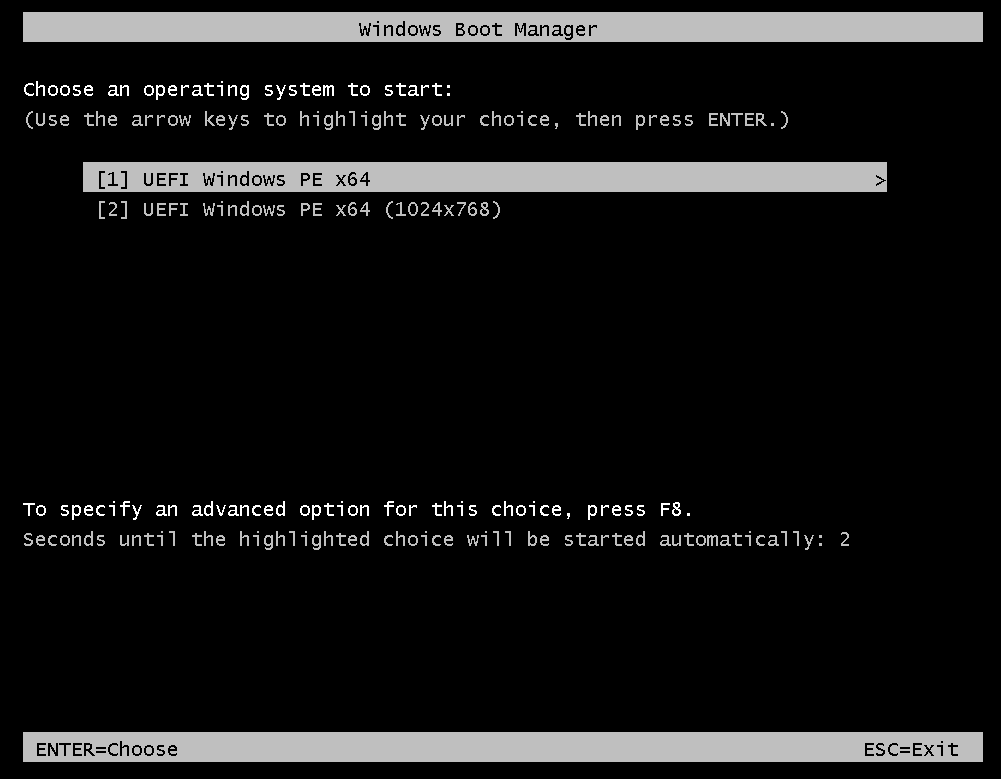 Windows Boot Manager
Choose an operating system to start:
(Use the arrow keys to highlight your choice, then press ENTER.)
[1] UEFI Windows PE x64 >
[2] UEFI Windows PE x64 (1024x768)
To specify an advanced option for this choice, press F8.
Seconds until the highlighted choice will be started automatically: 2
ENTER=Choose ESC=Exit